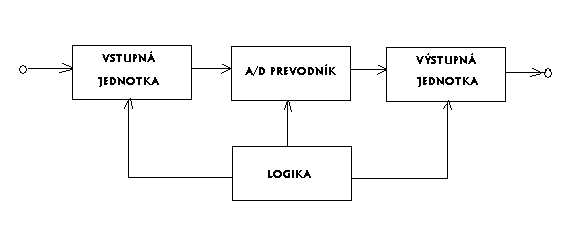 VSTUPNÁ
JEDNOTKA
A/D PREVODNÍK
VÝSTUPNÁ
JEDNOTKA
LOGIKA